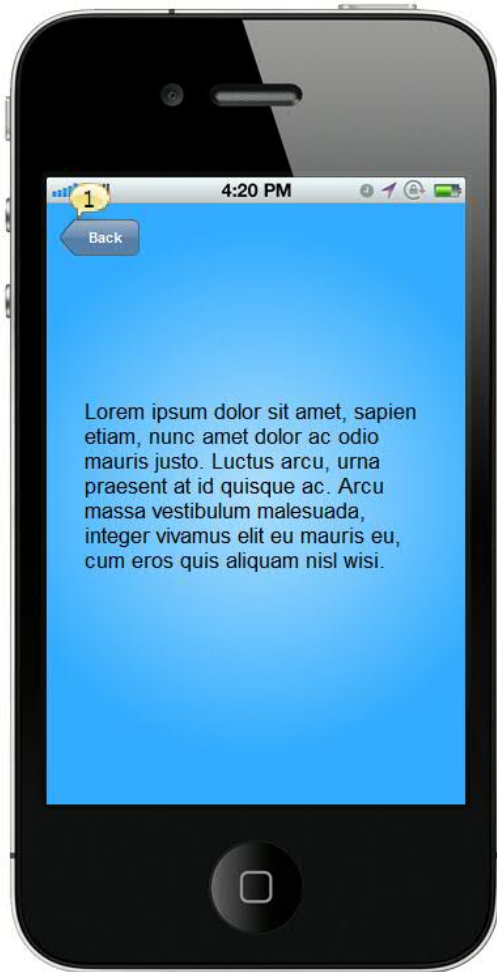 1
4:20 PM
Back
Lorem ipsum dolor sit amet, sapien
etiam, nunc amet dolor ac odio
mauris justo. Luctus arcu, urna
praesent at id quisque ac. Arcu
massa vestibulum malesuada,
integer vivamus elit eu mauris eu,
cum eros quis aliquam nisl wisi.